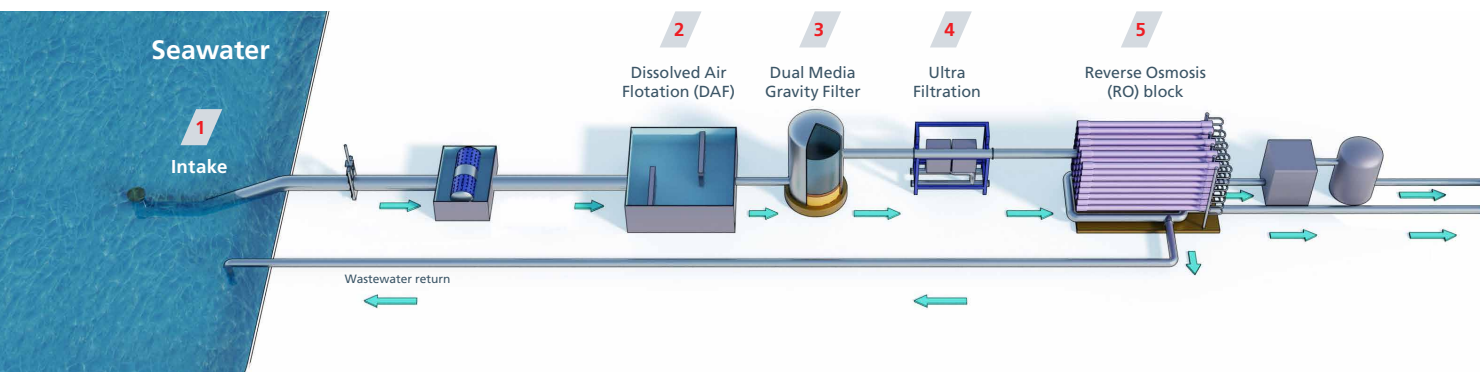 Seawater
1
Intake
2
Dissolved Air
Flotation (DAF)
3
Dual Media
Gravity Filter
4
Ultra
Filtration
5
Reverse Osmosis
(RO) block
Wastewater return